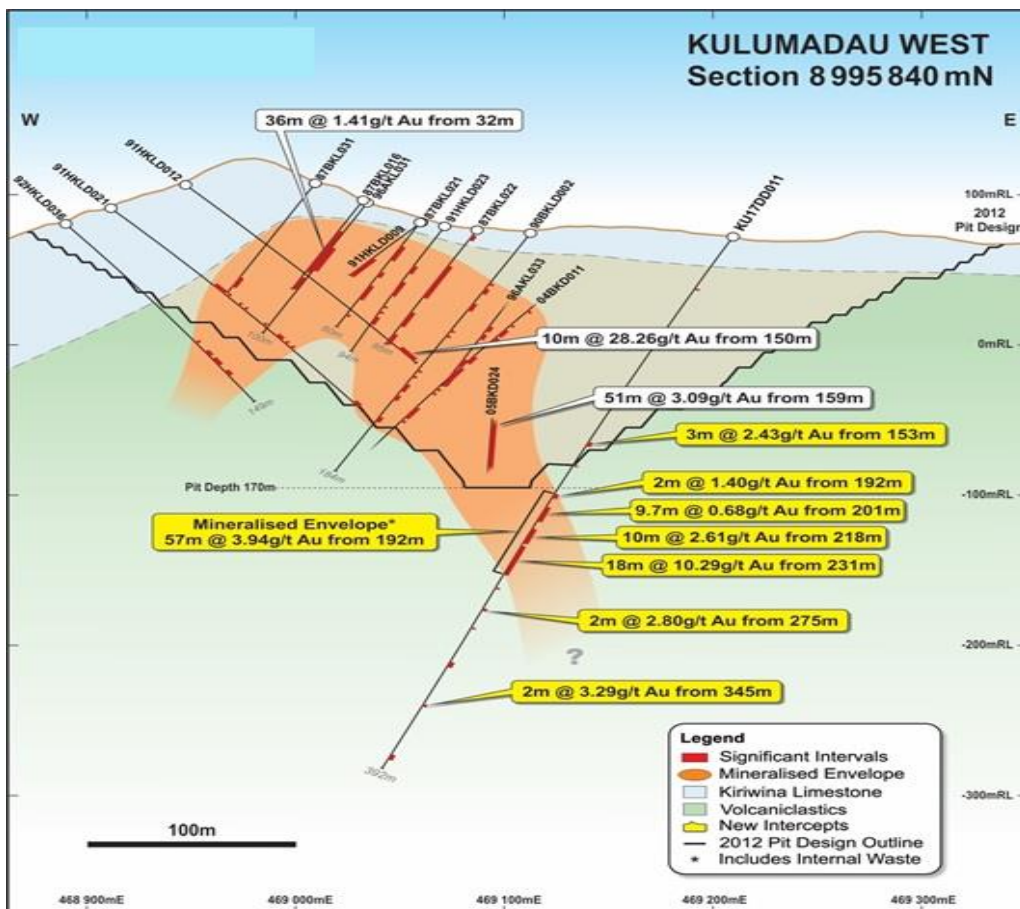 KULUMADAU WEST
Section 8 995 840 mN
W
E
36m @ 1.41g/t Au from 32m
92HKLD036
91HKLD021
91HKLD012
87BKL031
87BKL016
96AKL031
91HKLD009
87BKL021
91HKLD023
87BKL022
90BKLD002
96AKL033
04BKD011
KU17DD011
100mRL
2012
Pit Design
0mRL
10m @ 28.26g/t Au from 150m
05BKD024
51m @ 3.09g/t Au from 159m
149m
94m
184m
3m @ 2.43g/t Au from 153m
Pit Depth 170m
-100mRL
2m @ 1.40g/t Au from 192m
9.7m @ 0.68g/t Au from 201m
Mineralised Envelope*
57m @ 3.94g/t Au from 192m
10m @ 2.61g/t Au from 218m
18m @ 10.29g/t Au from 231m
2m @ 2.80g/t Au from 275m
-200mRL
?
2m @ 3.29g/t Au from 345m
392m
Legend
Significant Intervals
Mineralised Envelope
Kiriwina Limestone
Volcaniclastics
New Intercepts
2012 Pit Design Outline
* Includes Internal Waste
-300mRL
100m
468 900mE
469 000mE
469 100mE
469 200mE
469 300mE